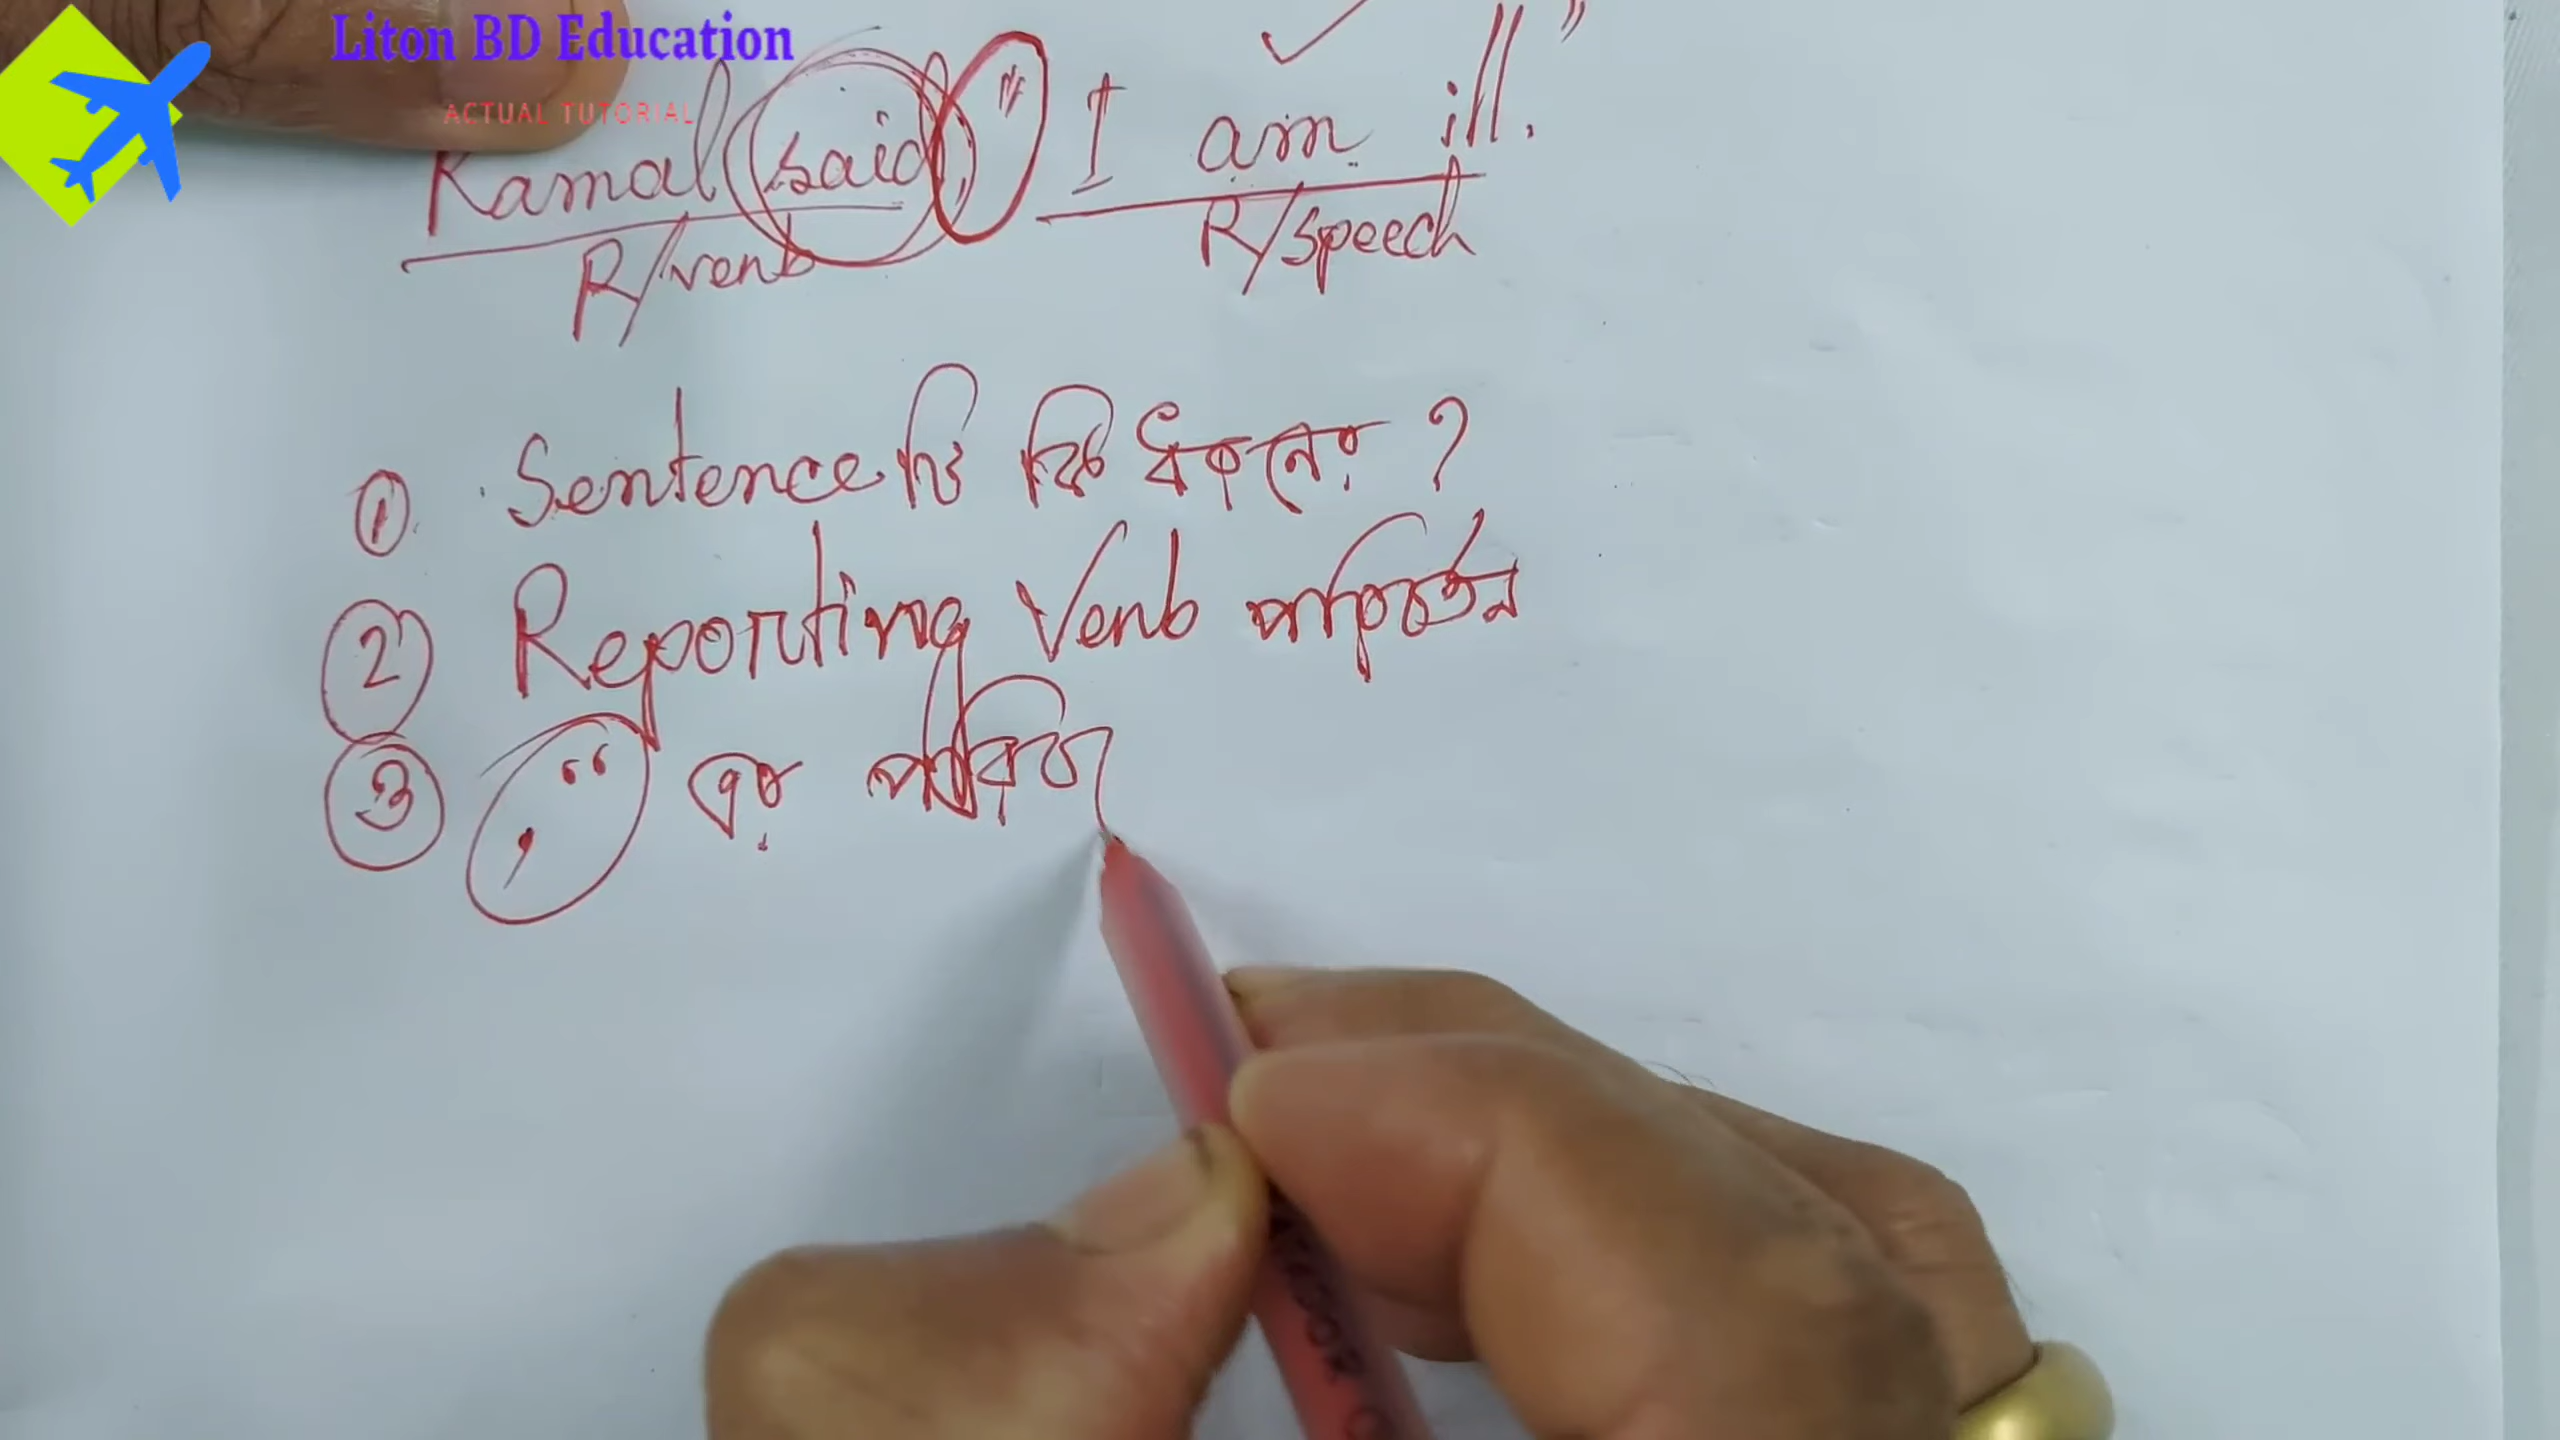 Liton BD Education
ACTUAL TUTORIAL
Kamal said, " I am ill."
R/verb R/speech
① Sentence টি কি ধরনের ?
② Reporting Verb পরিবর্তন
③ , " এর পরিব